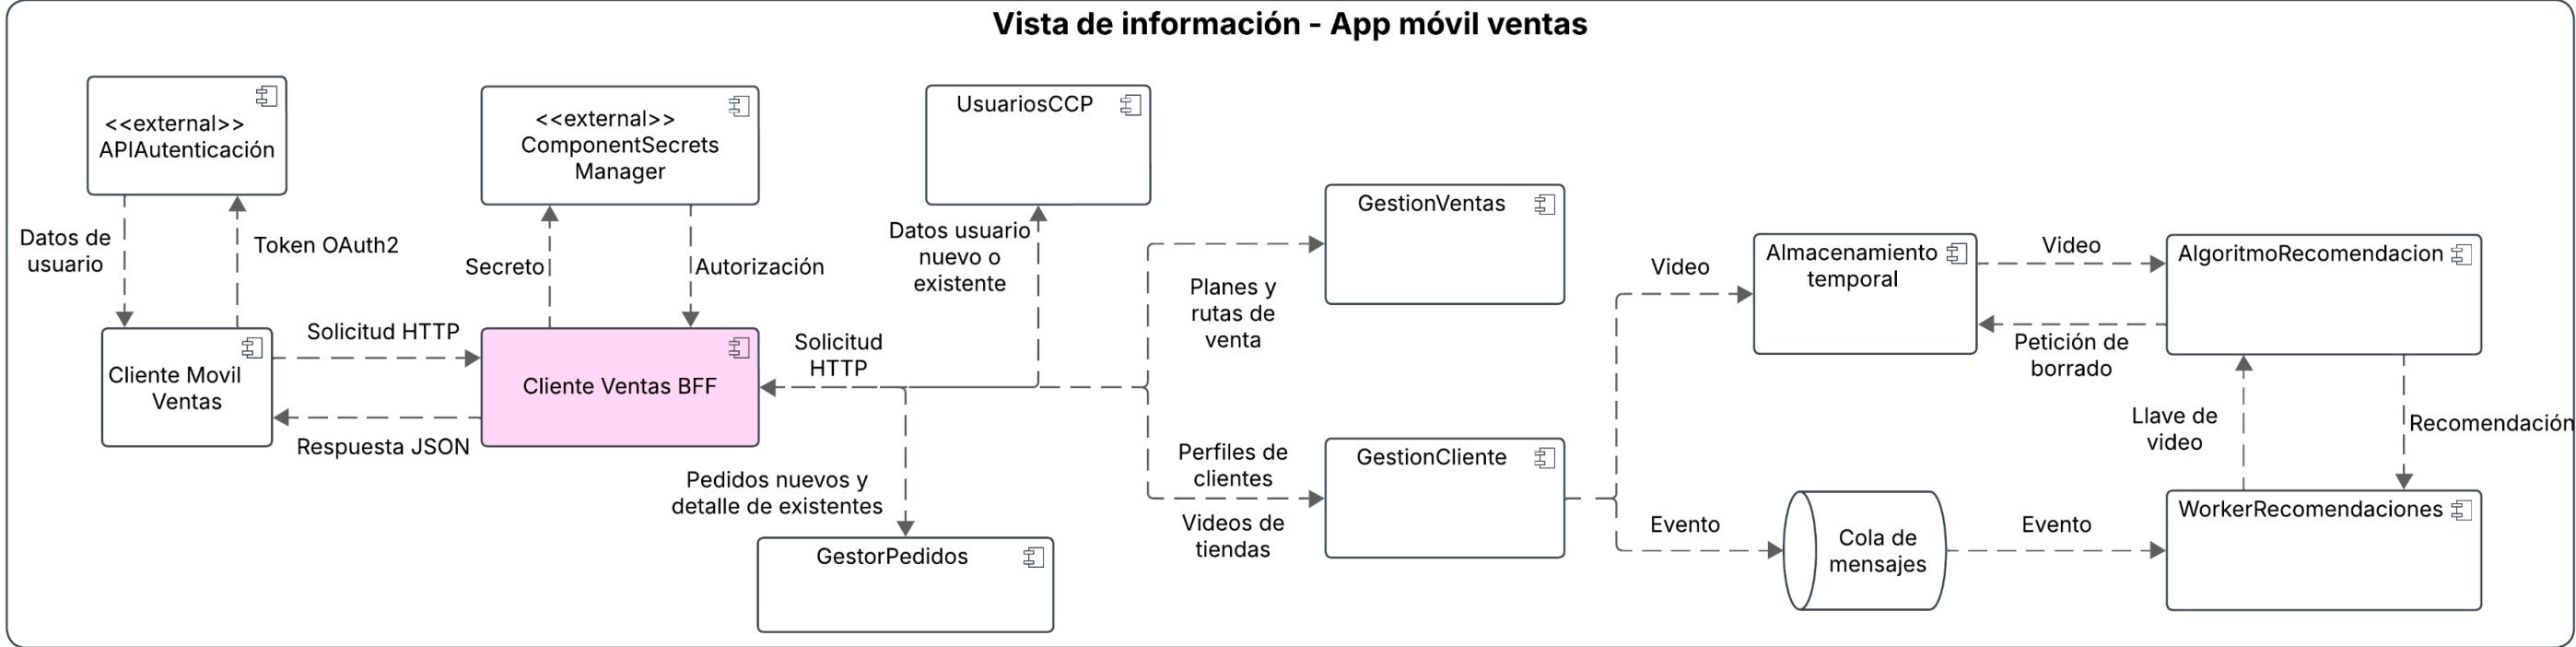 Vista de información - App móvil ventas
<<external>>
APIAutenticación
<<external>>
ComponentSecrets
Manager
UsuariosCCP
GestionVentas
Almacenamiento
temporal
Video
AlgoritmoRecomendacion
Datos de
usuario
Token OAuth2
Secreto
Autorización
Datos usuario
nuevo o
existente
Planes y
rutas de
venta
Video
Petición de
borrado
Cliente Movil
Ventas
Solicitud HTTP
Respuesta JSON
Cliente Ventas BFF
Solicitud
HTTP
Pedidos nuevos y
detalle de existentes
GestorPedidos
Perfiles de
clientes
Videos de
tiendas
GestionCliente
Llave de
video
Recomendación
Evento
Cola de
mensajes
Evento
WorkerRecomendaciones